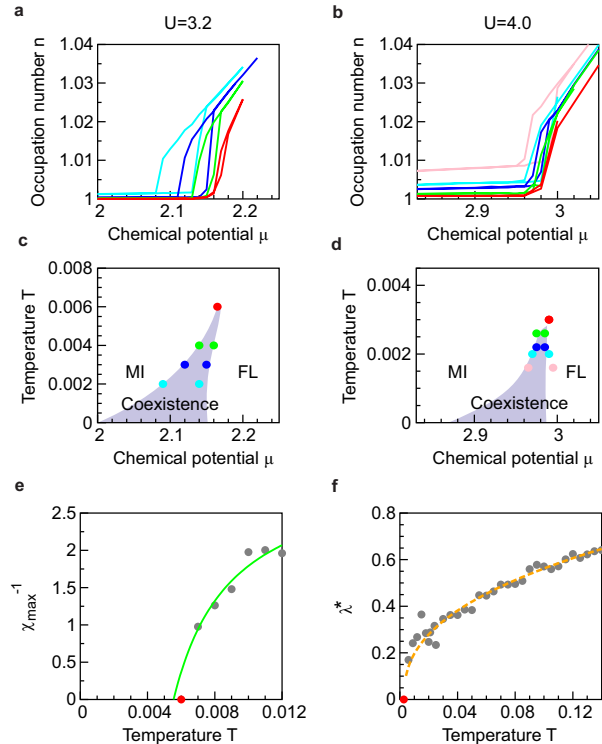 a U=3.2
Occupation number n
1.04
1.03
1.02
1.01
1
2 2.1 2.2
Chemical potential μ
b U=4.0
Occupation number n
1.04
1.03
1.02
1.01
1
2.9 3
Chemical potential μ
c
Temperature T
0.008
0.006
0.004
0.002
0
MI FL
Coexistence
2 2.1 2.2
Chemical potential μ
d
Temperature T
0.004
0.002
0
MI FL
Coexistence
2.9 3
Chemical potential μ
e
χmax-1
2.5
2
1.5
1
0.5
0
0 0.004 0.008 0.012
Temperature T
f
λ*
0.8
0.6
0.4
0.2
0
0 0.04 0.08 0.12
Temperature T